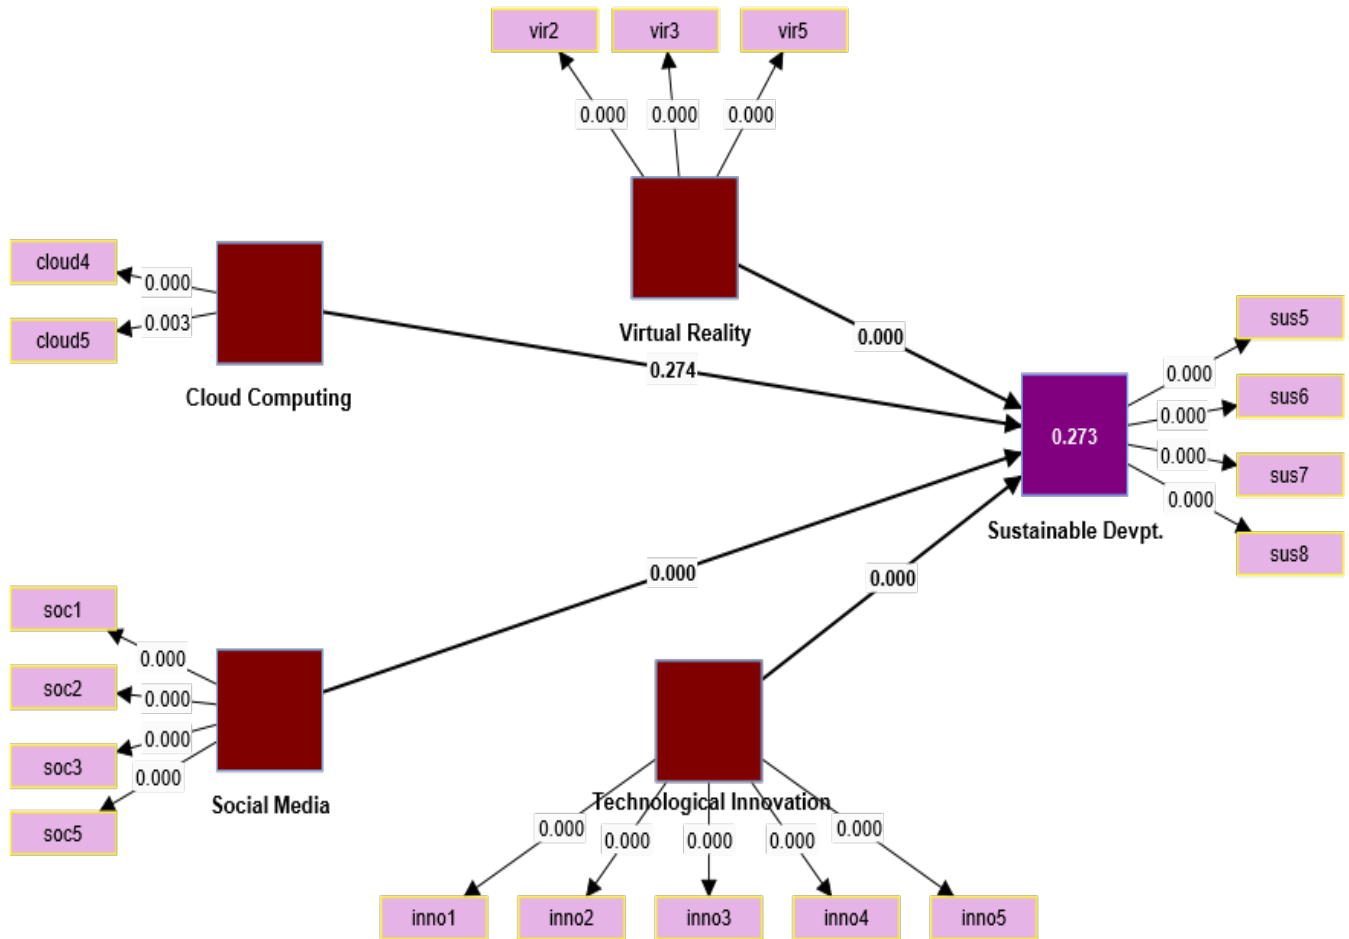 vir2 vir3 vir5
0.000 0.000 0.000
Virtual Reality
cloud4
cloud5
0.000
0.003
Cloud Computing
0.274
0.000
0.273
Sustainable Devpt.
0.000
0.000
0.000
0.000
sus5
sus6
sus7
sus8
soc1
soc2
soc3
soc5
0.000
0.000
0.000
0.000
Social Media
0.000
0.000
Technological Innovation
0.000 0.000 0.000 0.000 0.000
inno1 inno2 inno3 inno4 inno5